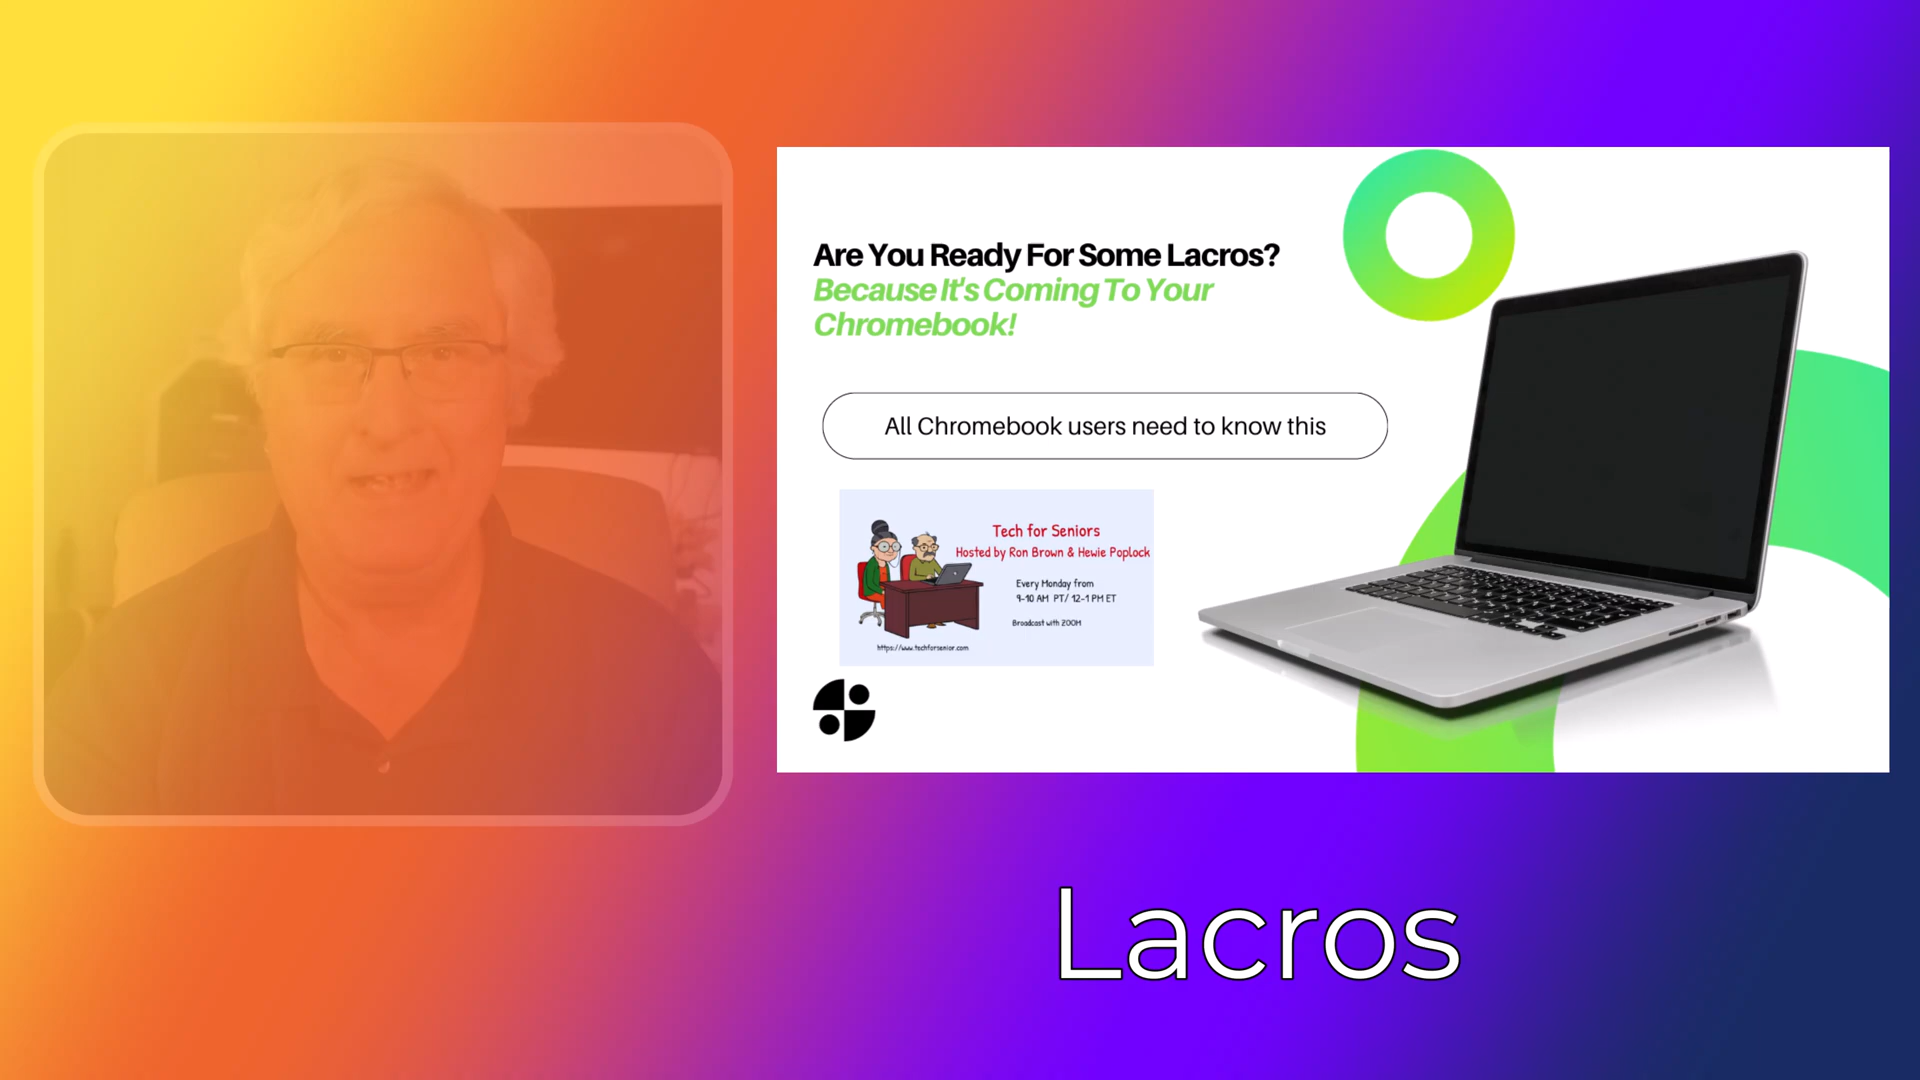 Are You Ready For Some Lacros?
Because It's Coming To Your
Chromebook!
All Chromebook users need to know this
Tech for Seniors
Hosted by Ron Brown & Hewie Poplock
Every Monday from
9-10 AM PT/ 12-1 PM ET
Broadcast with ZOOM
https://www.techforsenior.com
Lacros